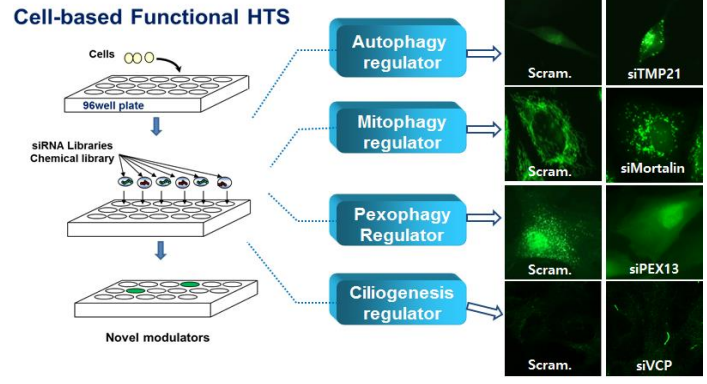 Cell-based Functional HTS
Cells
96well plate
siRNA Libraries
Chemical library
Novel modulators
Autophagy
regulator
Scram.
siTMP21
Mitophagy
regulator
Scram.
siMortalin
Pexophagy
Regulator
Scram.
siPEX13
Ciliogenesis
regulator
Scram.
siVCP